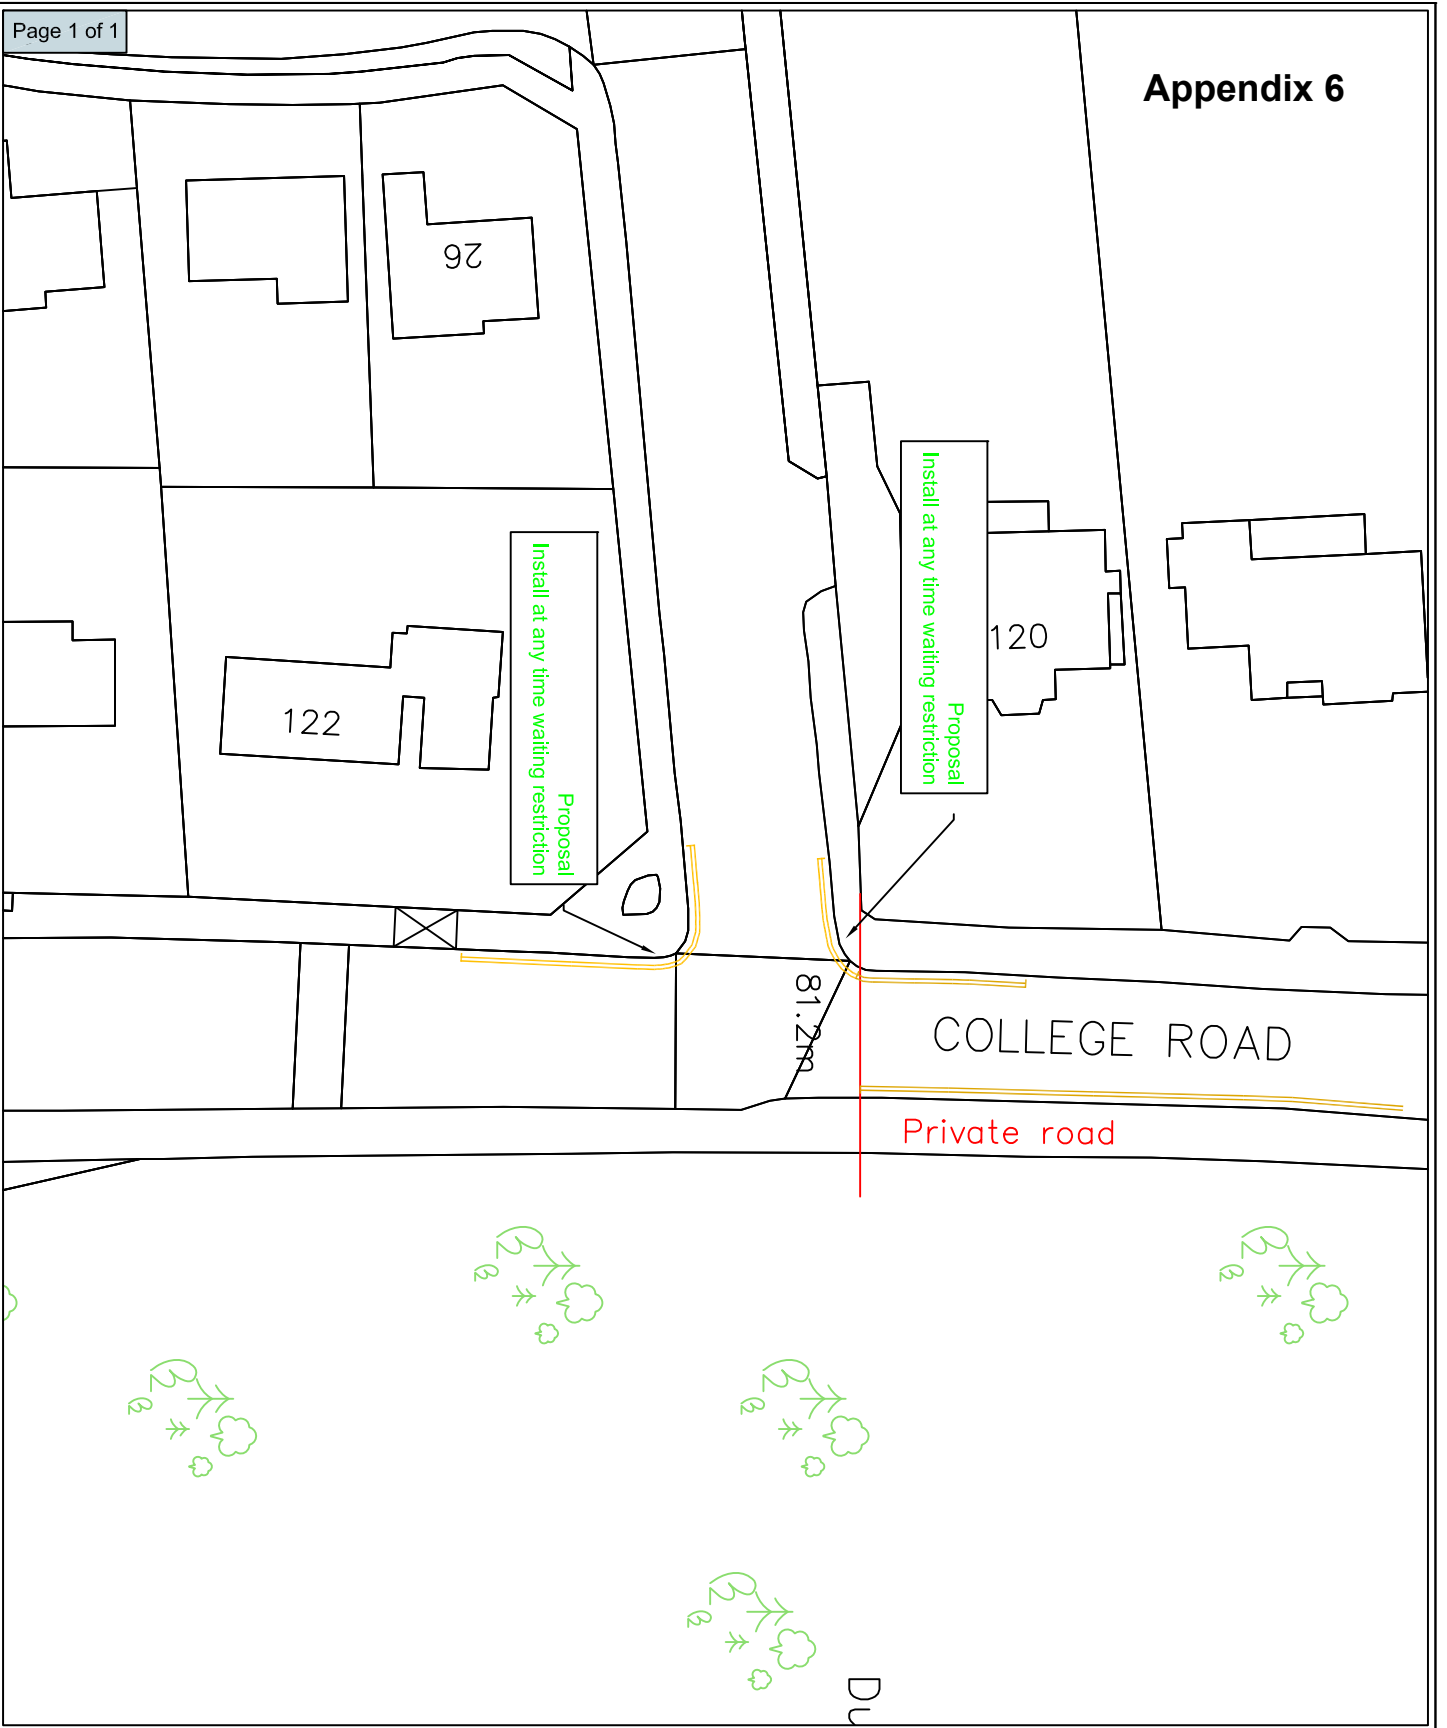 Page 1 of 1
Appendix 6
26
Proposal
Install at any time waiting restriction
120
Proposal
Install at any time waiting restriction
122
81.2m
COLLEGE ROAD
Private road
Du